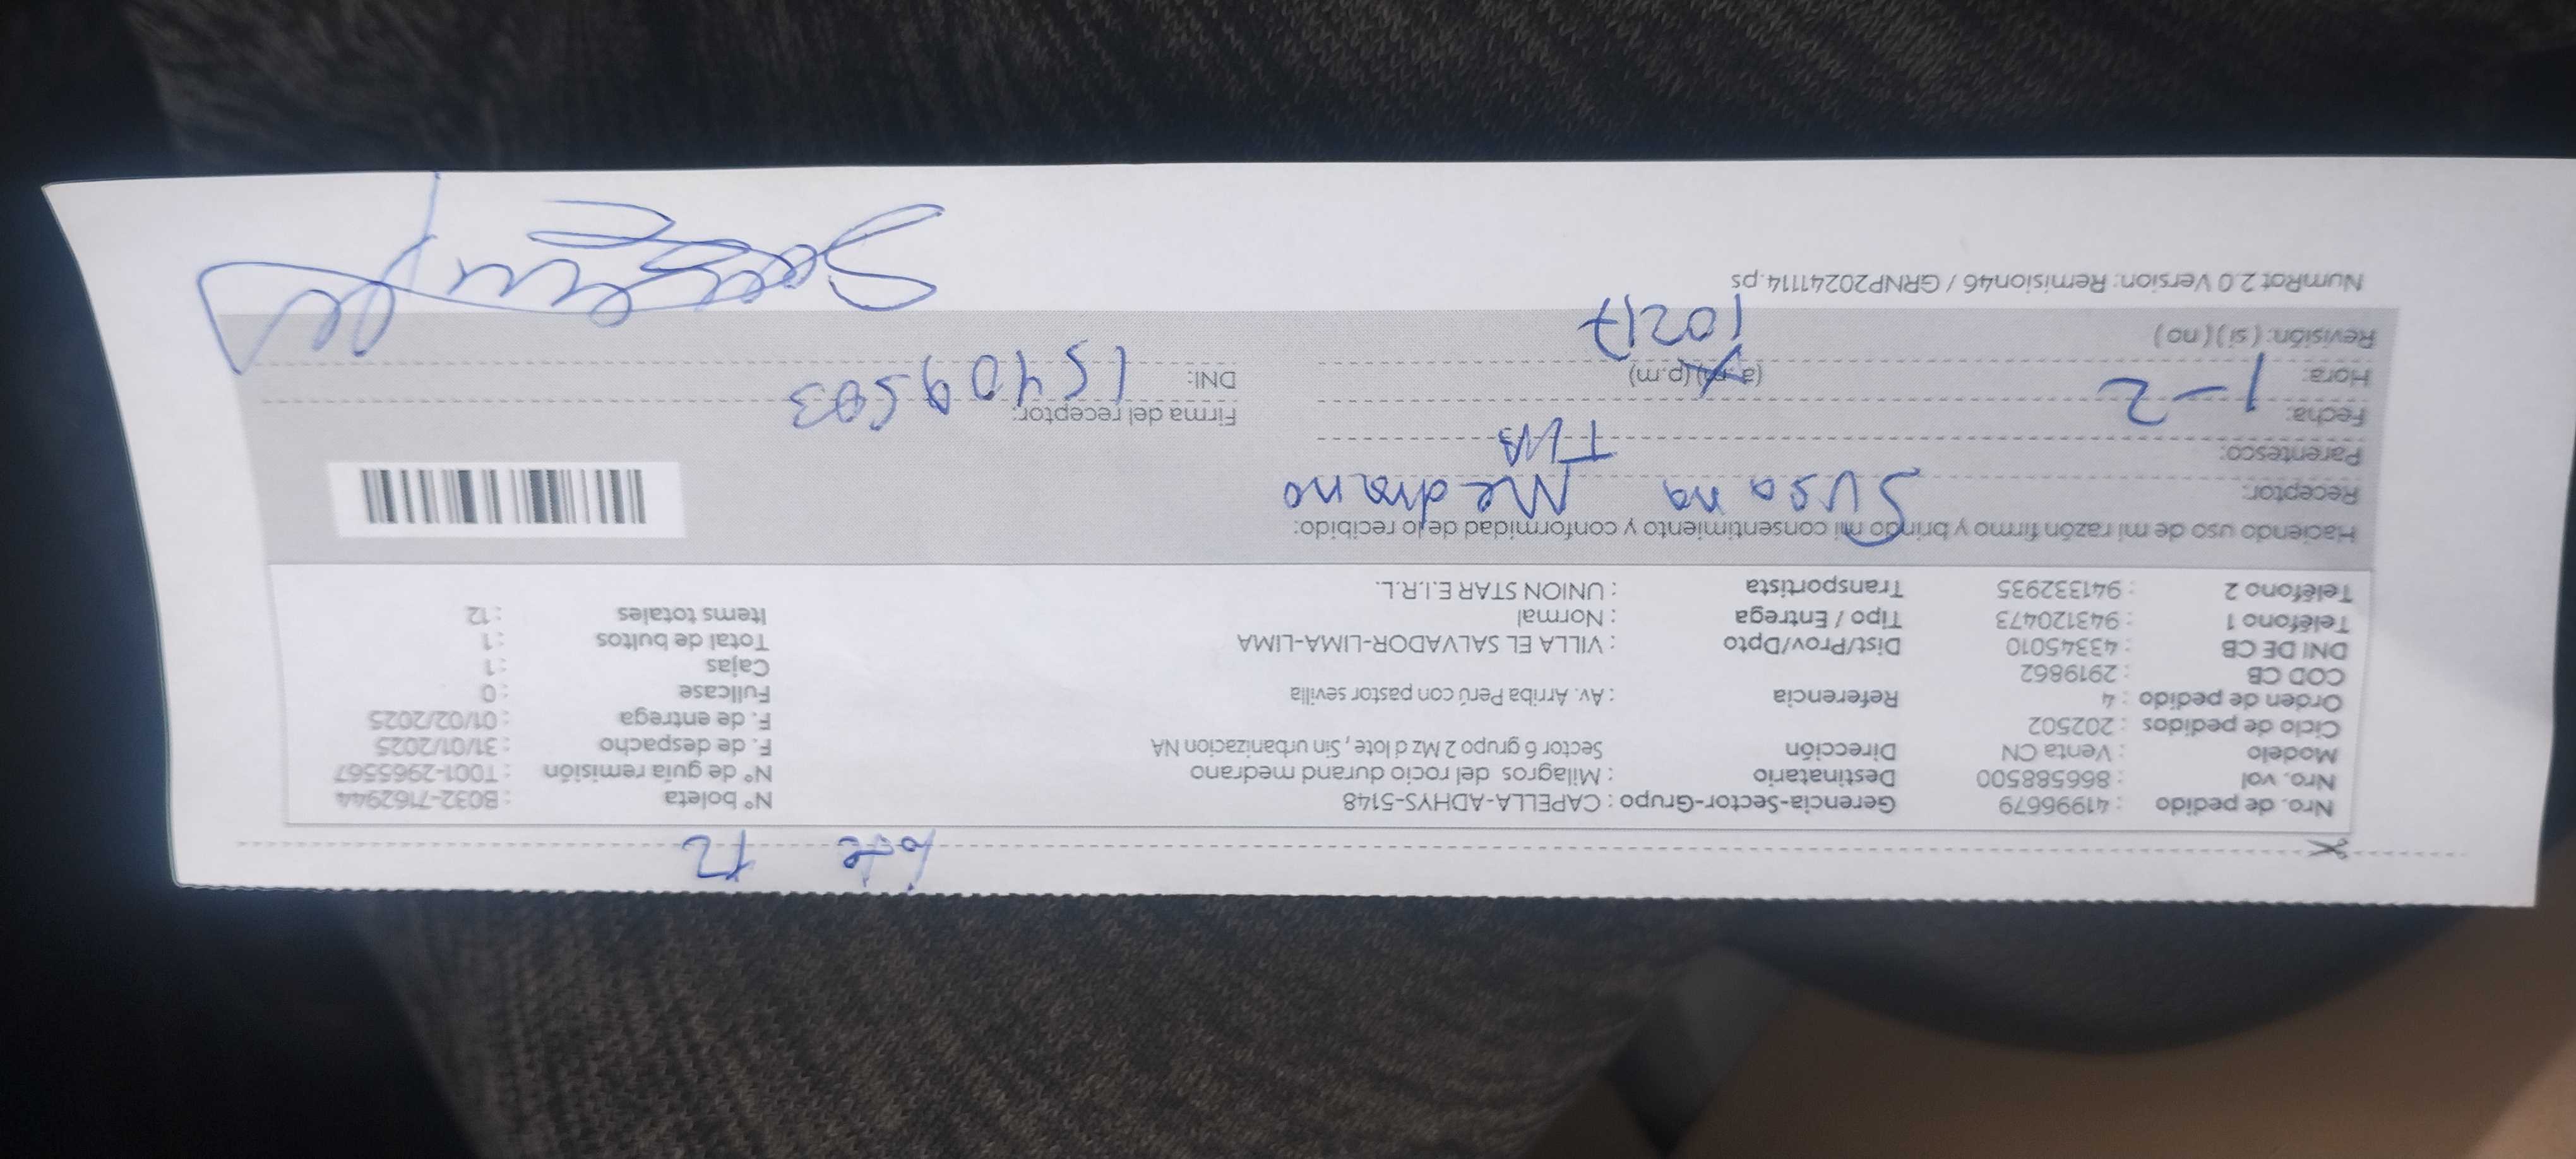 lote 12
Nro. de pedido : 41996679 Gerencia-Sector-Grupo : CAPELLA-ADHYS-5148 N° boleta : B032-7162944
Nro. vol : 866588500 Destinatario : Milagros del rocio durand medrano N° de guía remisión : T001-2965567
Modelo : Venta CN Dirección Sector 6 grupo 2 Mz d lote , Sin urbanizacion NA F. de despacho : 31/01/2025
Ciclo de pedidos : 202502 F. de entrega : 01/02/2025
Orden de pedido : 4 Referencia : Av. Arriba Perú con pastor sevilla Fullcase : 0
COD CB : 2919862 Cajas : 1
DNI DE CB : 43345010 Dist/Prov/Dpto : VILLA EL SALVADOR-LIMA-LIMA Total de bultos : 1
Teléfono 1 : 943120473 Tipo / Entrega : Normal Items totales : 12
Teléfono 2 : 941332935 Transportista : UNION STAR E.I.R.L.
Haciendo uso de mi razón firmo y brindo mi consentimiento y conformidad de lo recibido:
Receptor: Susana Medrano
Parentesco: TIA
Fecha: 1-2 Firma del receptor:
Hora: (a.m) (p.m) DNI: 15409503
Revisión: ( si ) ( no ) 10217
NumRot 2.0 Version: Remision46 / GRNP20241114.ps